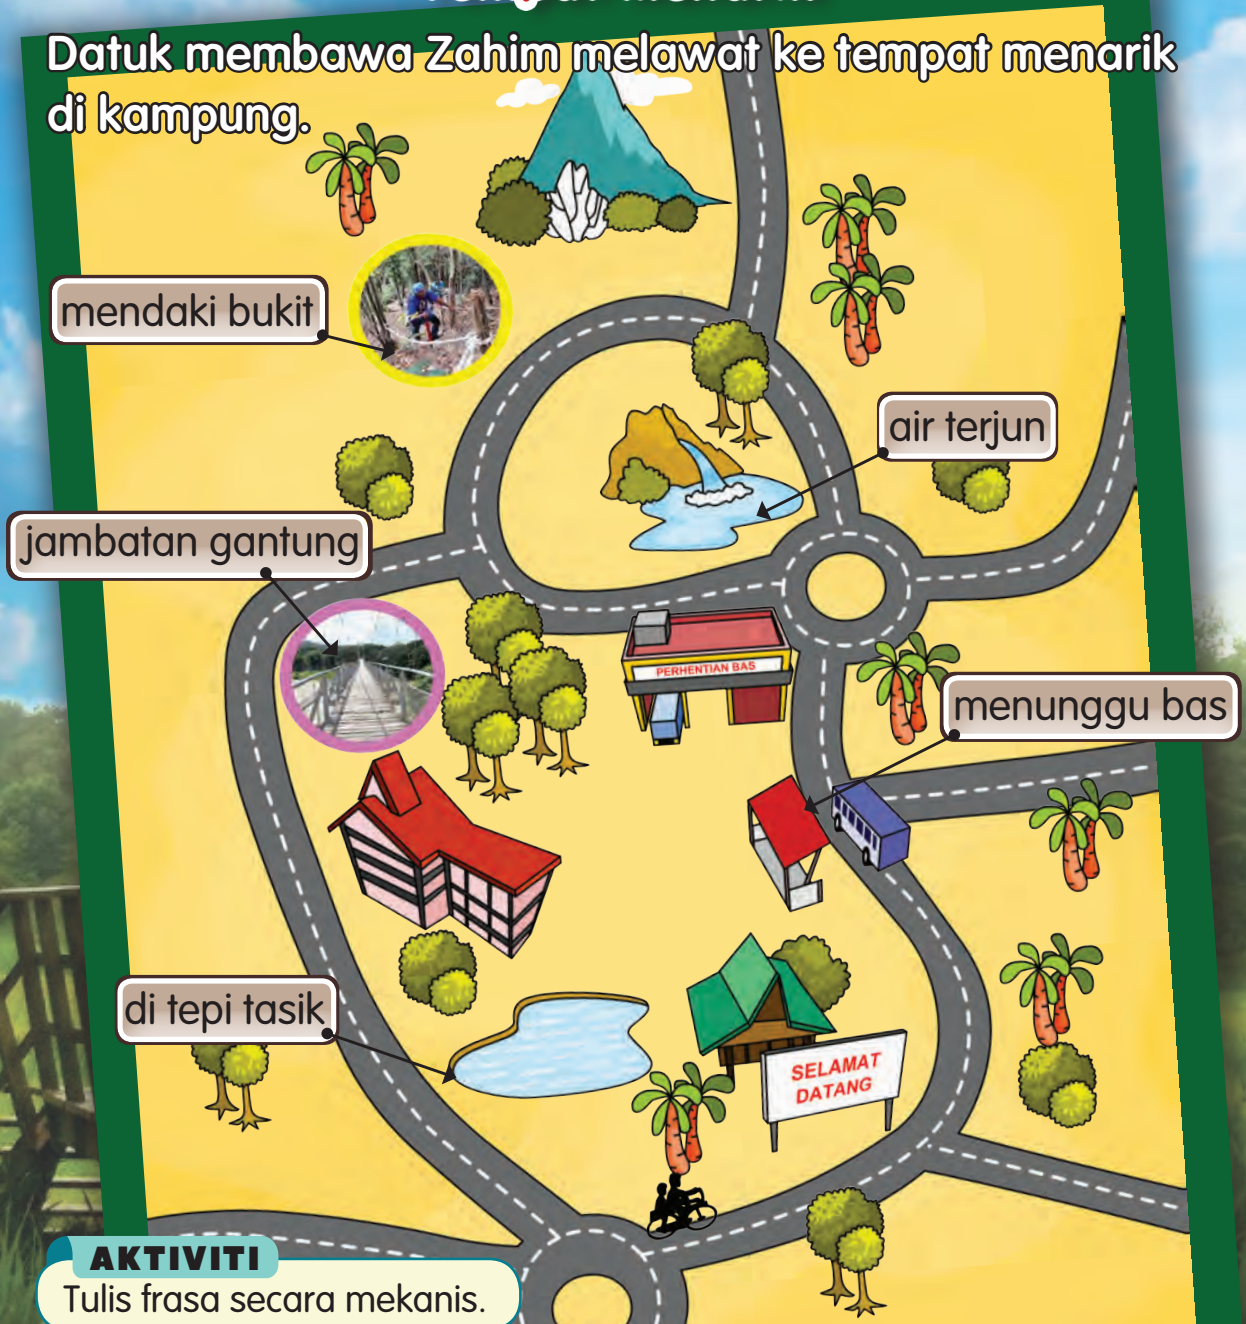 Datuk membawa Zahim melawat ke tempat menarik
di kampung.
mendaki bukit
air terjun
jambatan gantung
PERHENTIAN BAS
menunggu bas
di tepi tasik
SELAMAT
DATANG
AKTIVITI
Tulis frasa secara mekanis.